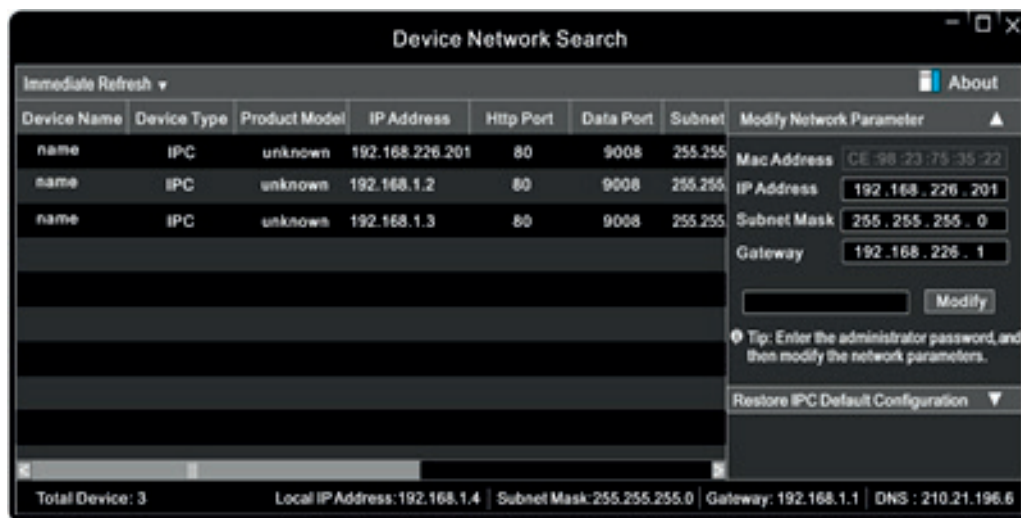 Device Network Search
Immediate Refresh ▼ About
Device Name Device Type Product Model IP Address Http Port Data Port Subnet Modify Network Parameter ▲
name IPC unknown 192.168.226.201 80 9008 255.255
name IPC unknown 192.168.1.2 80 9008 255.255.
name IPC unknown 192.168.1.3 80 9008 255.255.
Mac Address CE :98 :23 :75 :35 :22
IP Address 192 .168 .226 .201
Subnet Mask 255 .255 .255 . 0
Gateway 192 .168 .226 . 1
Modify
Tip: Enter the administrator password, and
then modify the network parameters.
Restore IPC Default Configuration ▼
Total Device: 3 Local IP Address:192.168.1.4 Subnet Mask:255.255.255.0 Gateway: 192.168.1.1 DNS : 210.21.196.6